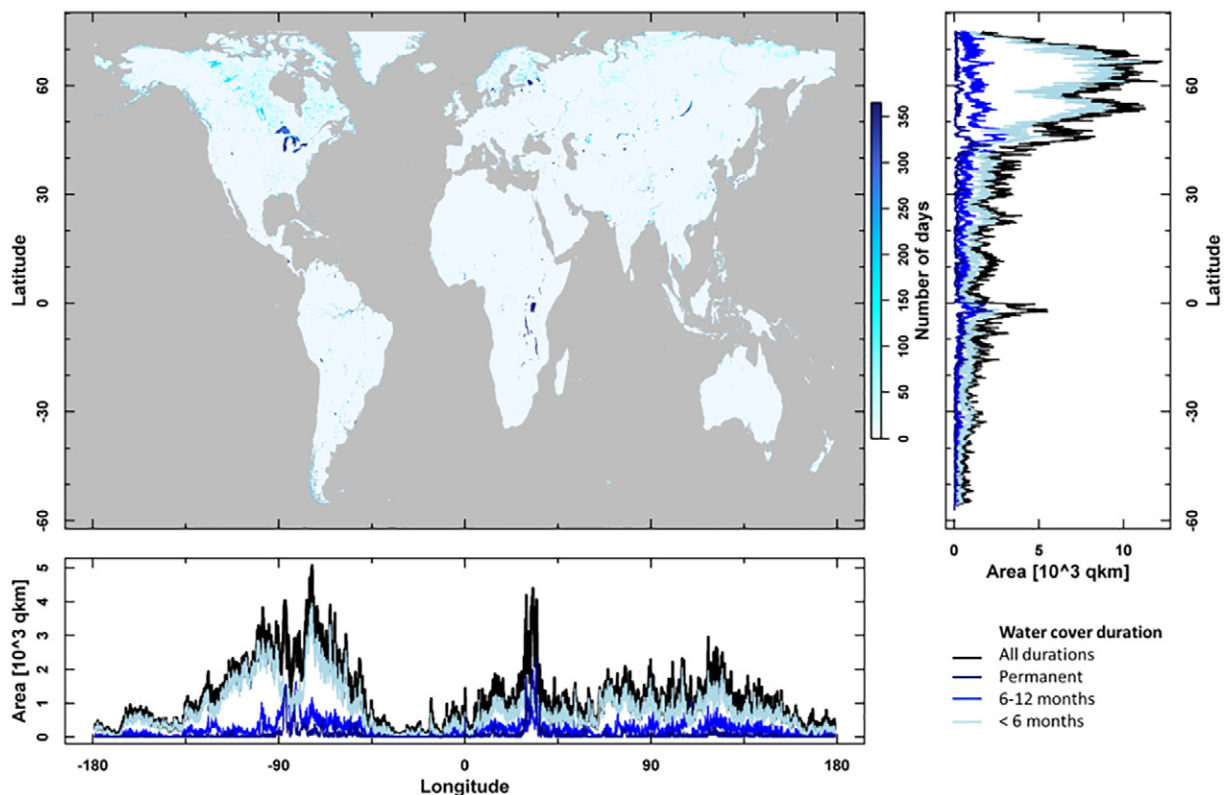 60
30
0
-30
-60
Latitude
350
300
250
200
150
100
50
0
Number of days
60
30
0
-30
-60
Latitude
0 5 10
Area [10^3 qkm]
5
4
3
2
1
0
Area [10^3 qkm]
-180 -90 0 90 180
Longitude
Water cover duration
All durations
Permanent
6-12 months
< 6 months